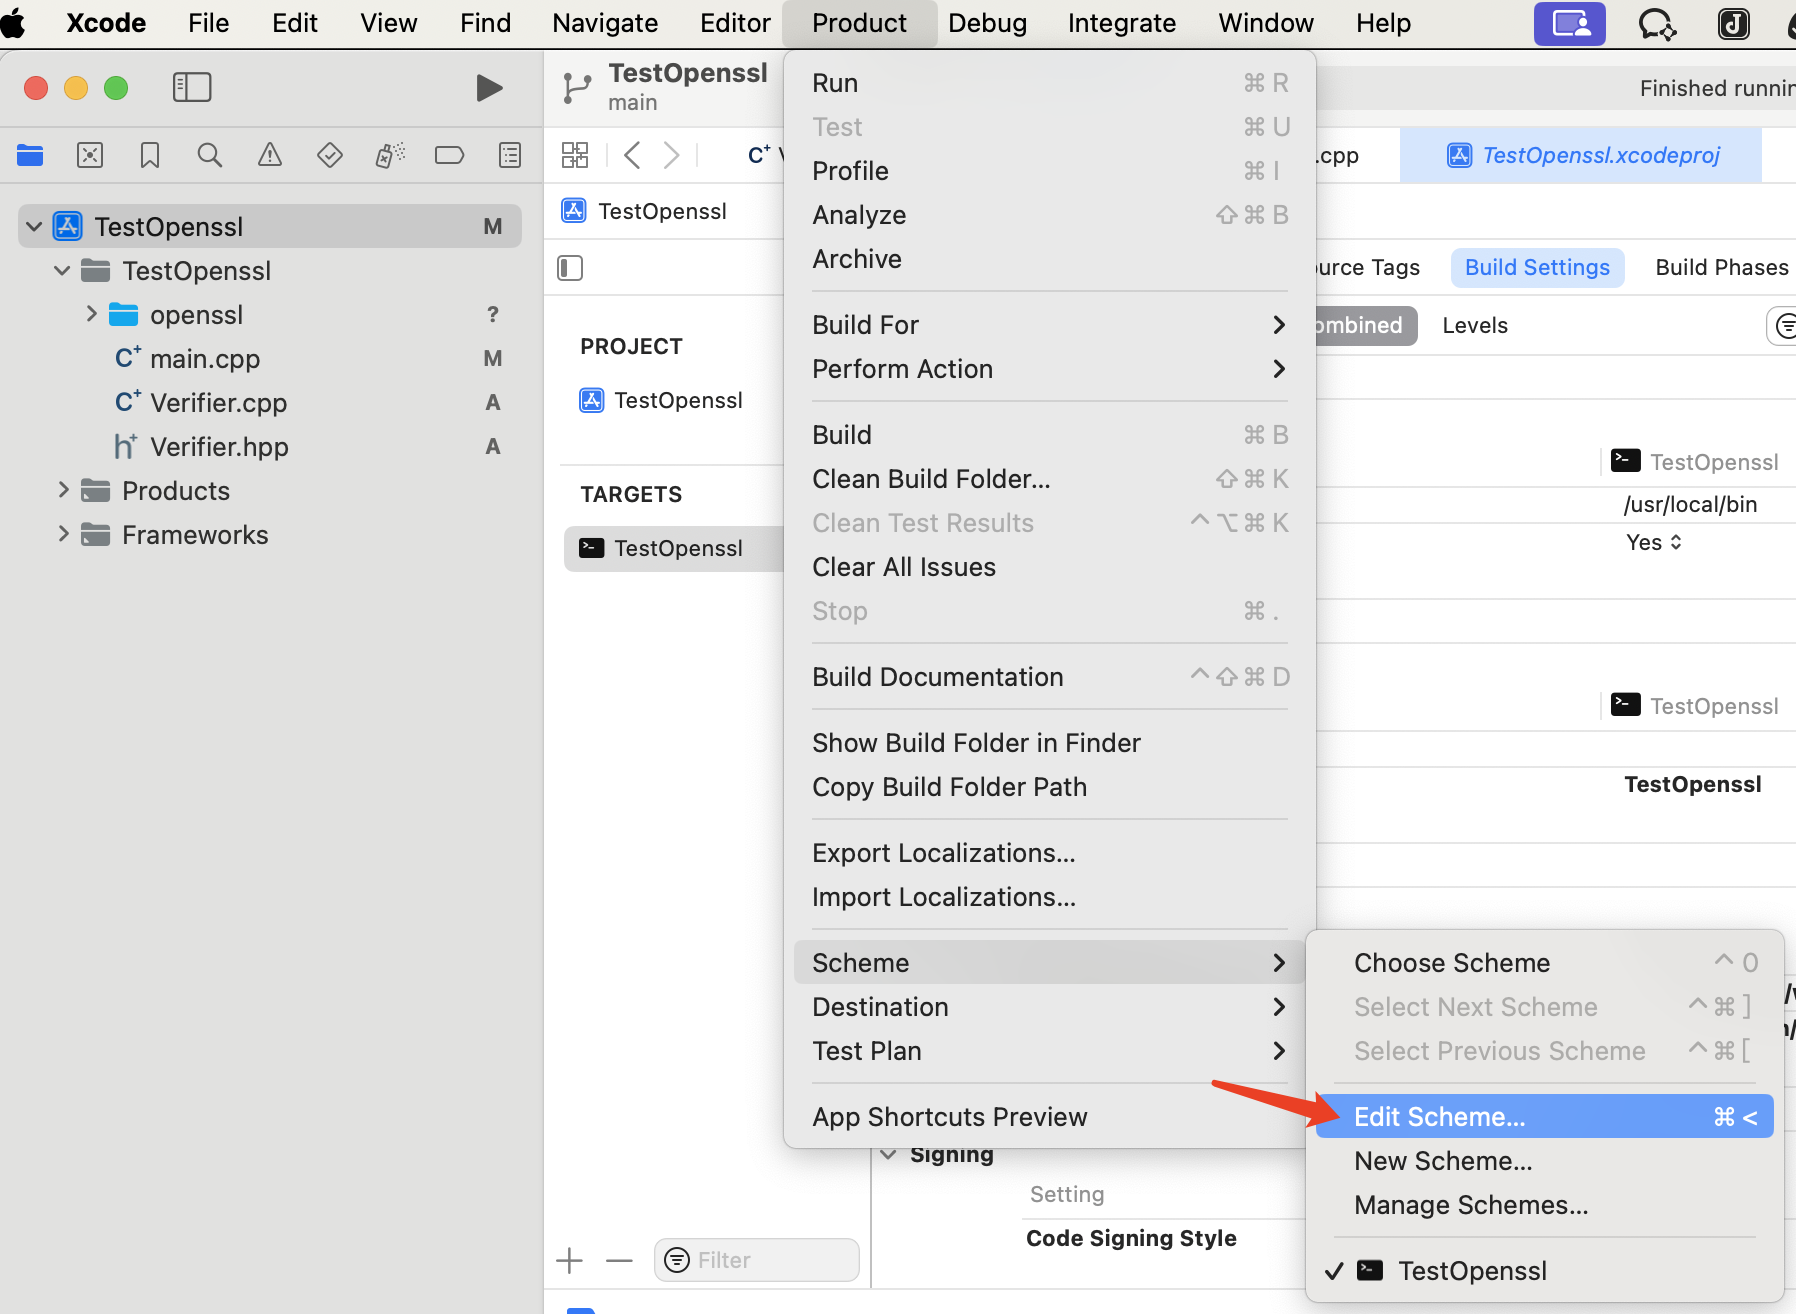 Xcode File Edit View Find Navigate Editor Product Debug Integrate Window Help
TestOpenssl
main
Finished runnin
C+
.cpp
TestOpenssl.xcodeproj
TestOpenssl
TestOpenssl M
TestOpenssl
openssl ?
main.cpp M
Verifier.cpp A
Verifier.hpp A
Products
Frameworks
PROJECT
TestOpenssl
TARGETS
TestOpenssl
Filter
Run ⌘ R
Test ⌘ U
Profile ⌘ I
Analyze ⇧ ⌘ B
Archive
Build For
Perform Action
Build ⌘ B
Clean Build Folder... ⇧ ⌘ K
Clean Test Results ^ ⌥ ⌘ K
Clear All Issues
Stop ⌘ .
Build Documentation ^ ⇧ ⌘ D
Show Build Folder in Finder
Copy Build Folder Path
Export Localizations...
Import Localizations...
Scheme
Destination
Test Plan
App Shortcuts Preview
Choose Scheme ^ 0
Select Next Scheme ^ ⌘ ]
Select Previous Scheme ^ ⌘ [
Edit Scheme... ⌘ <
New Scheme...
Manage Schemes...
✓ TestOpenssl
urce Tags Build Settings Build Phases
ombined Levels
TestOpenssl
/usr/local/bin
Yes
TestOpenssl
TestOpenssl
Signing
Setting
Code Signing Style